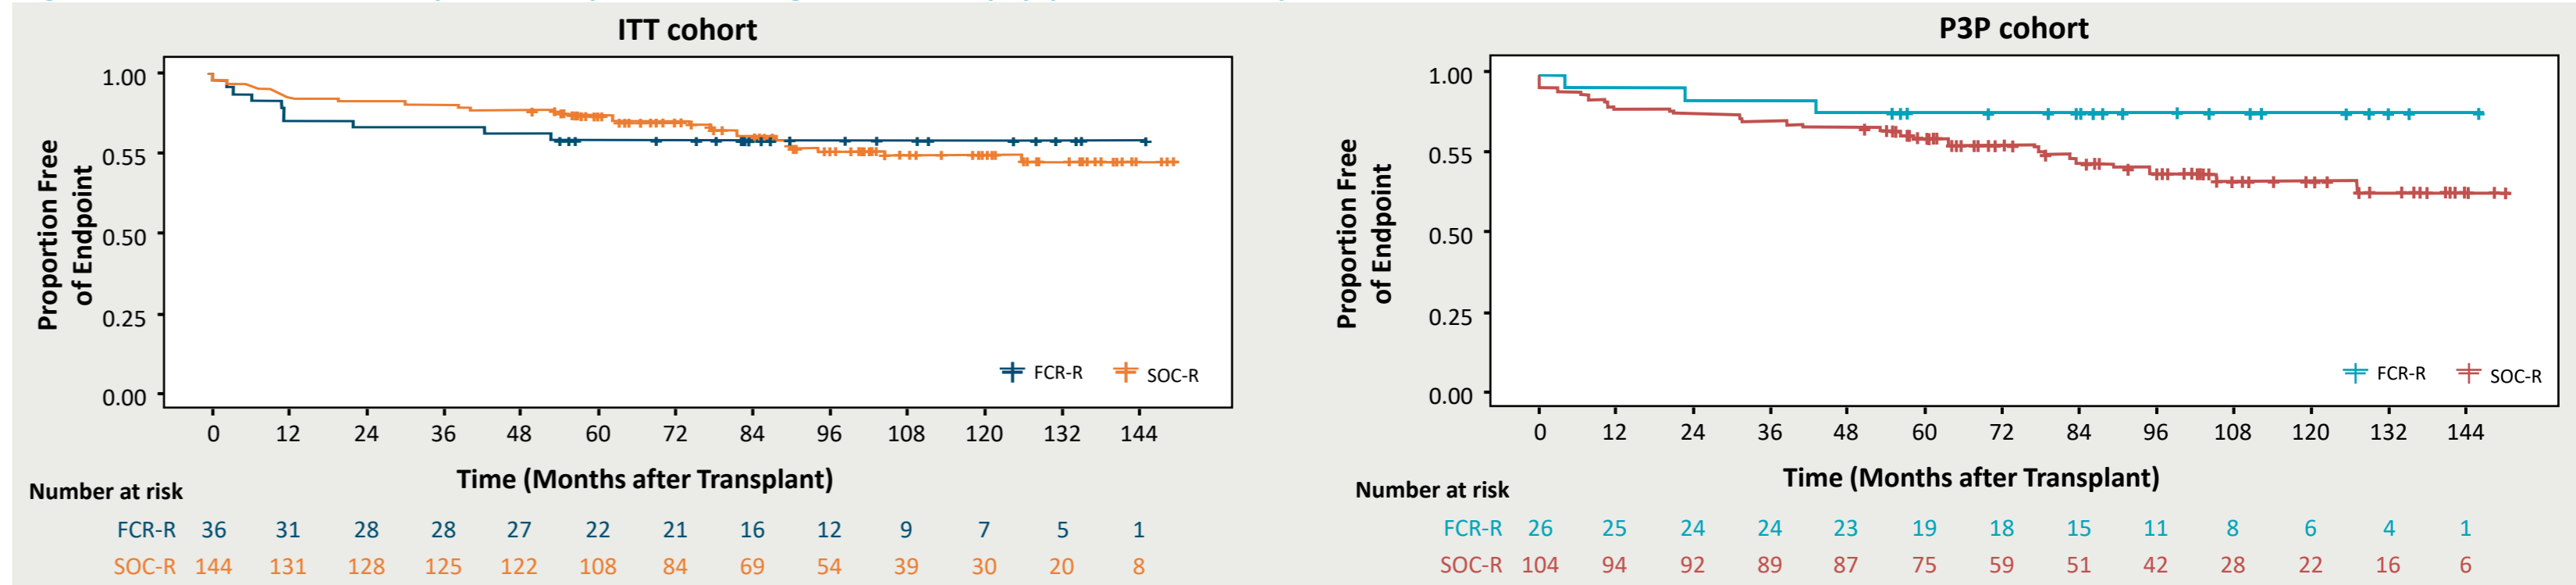 ITT cohort
1.00
0.55
0.50
0.25
0.00
Proportion Free
of Endpoint
FCR-R
SOC-R
0 12 24 36 48 60 72 84 96 108 120 132 144
Time (Months after Transplant)
Number at risk
FCR-R 36 31 28 28 27 22 21 16 12 9 7 5 1
SOC-R 144 131 128 125 122 108 84 69 54 39 30 20 8
P3P cohort
1.00
0.55
0.50
0.25
0.00
Proportion Free
of Endpoint
FCR-R
SOC-R
0 12 24 36 48 60 72 84 96 108 120 132 144
Time (Months after Transplant)
Number at risk
FCR-R 26 25 24 24 23 19 18 15 11 8 6 4 1
SOC-R 104 94 92 89 87 75 59 51 42 28 22 16 6